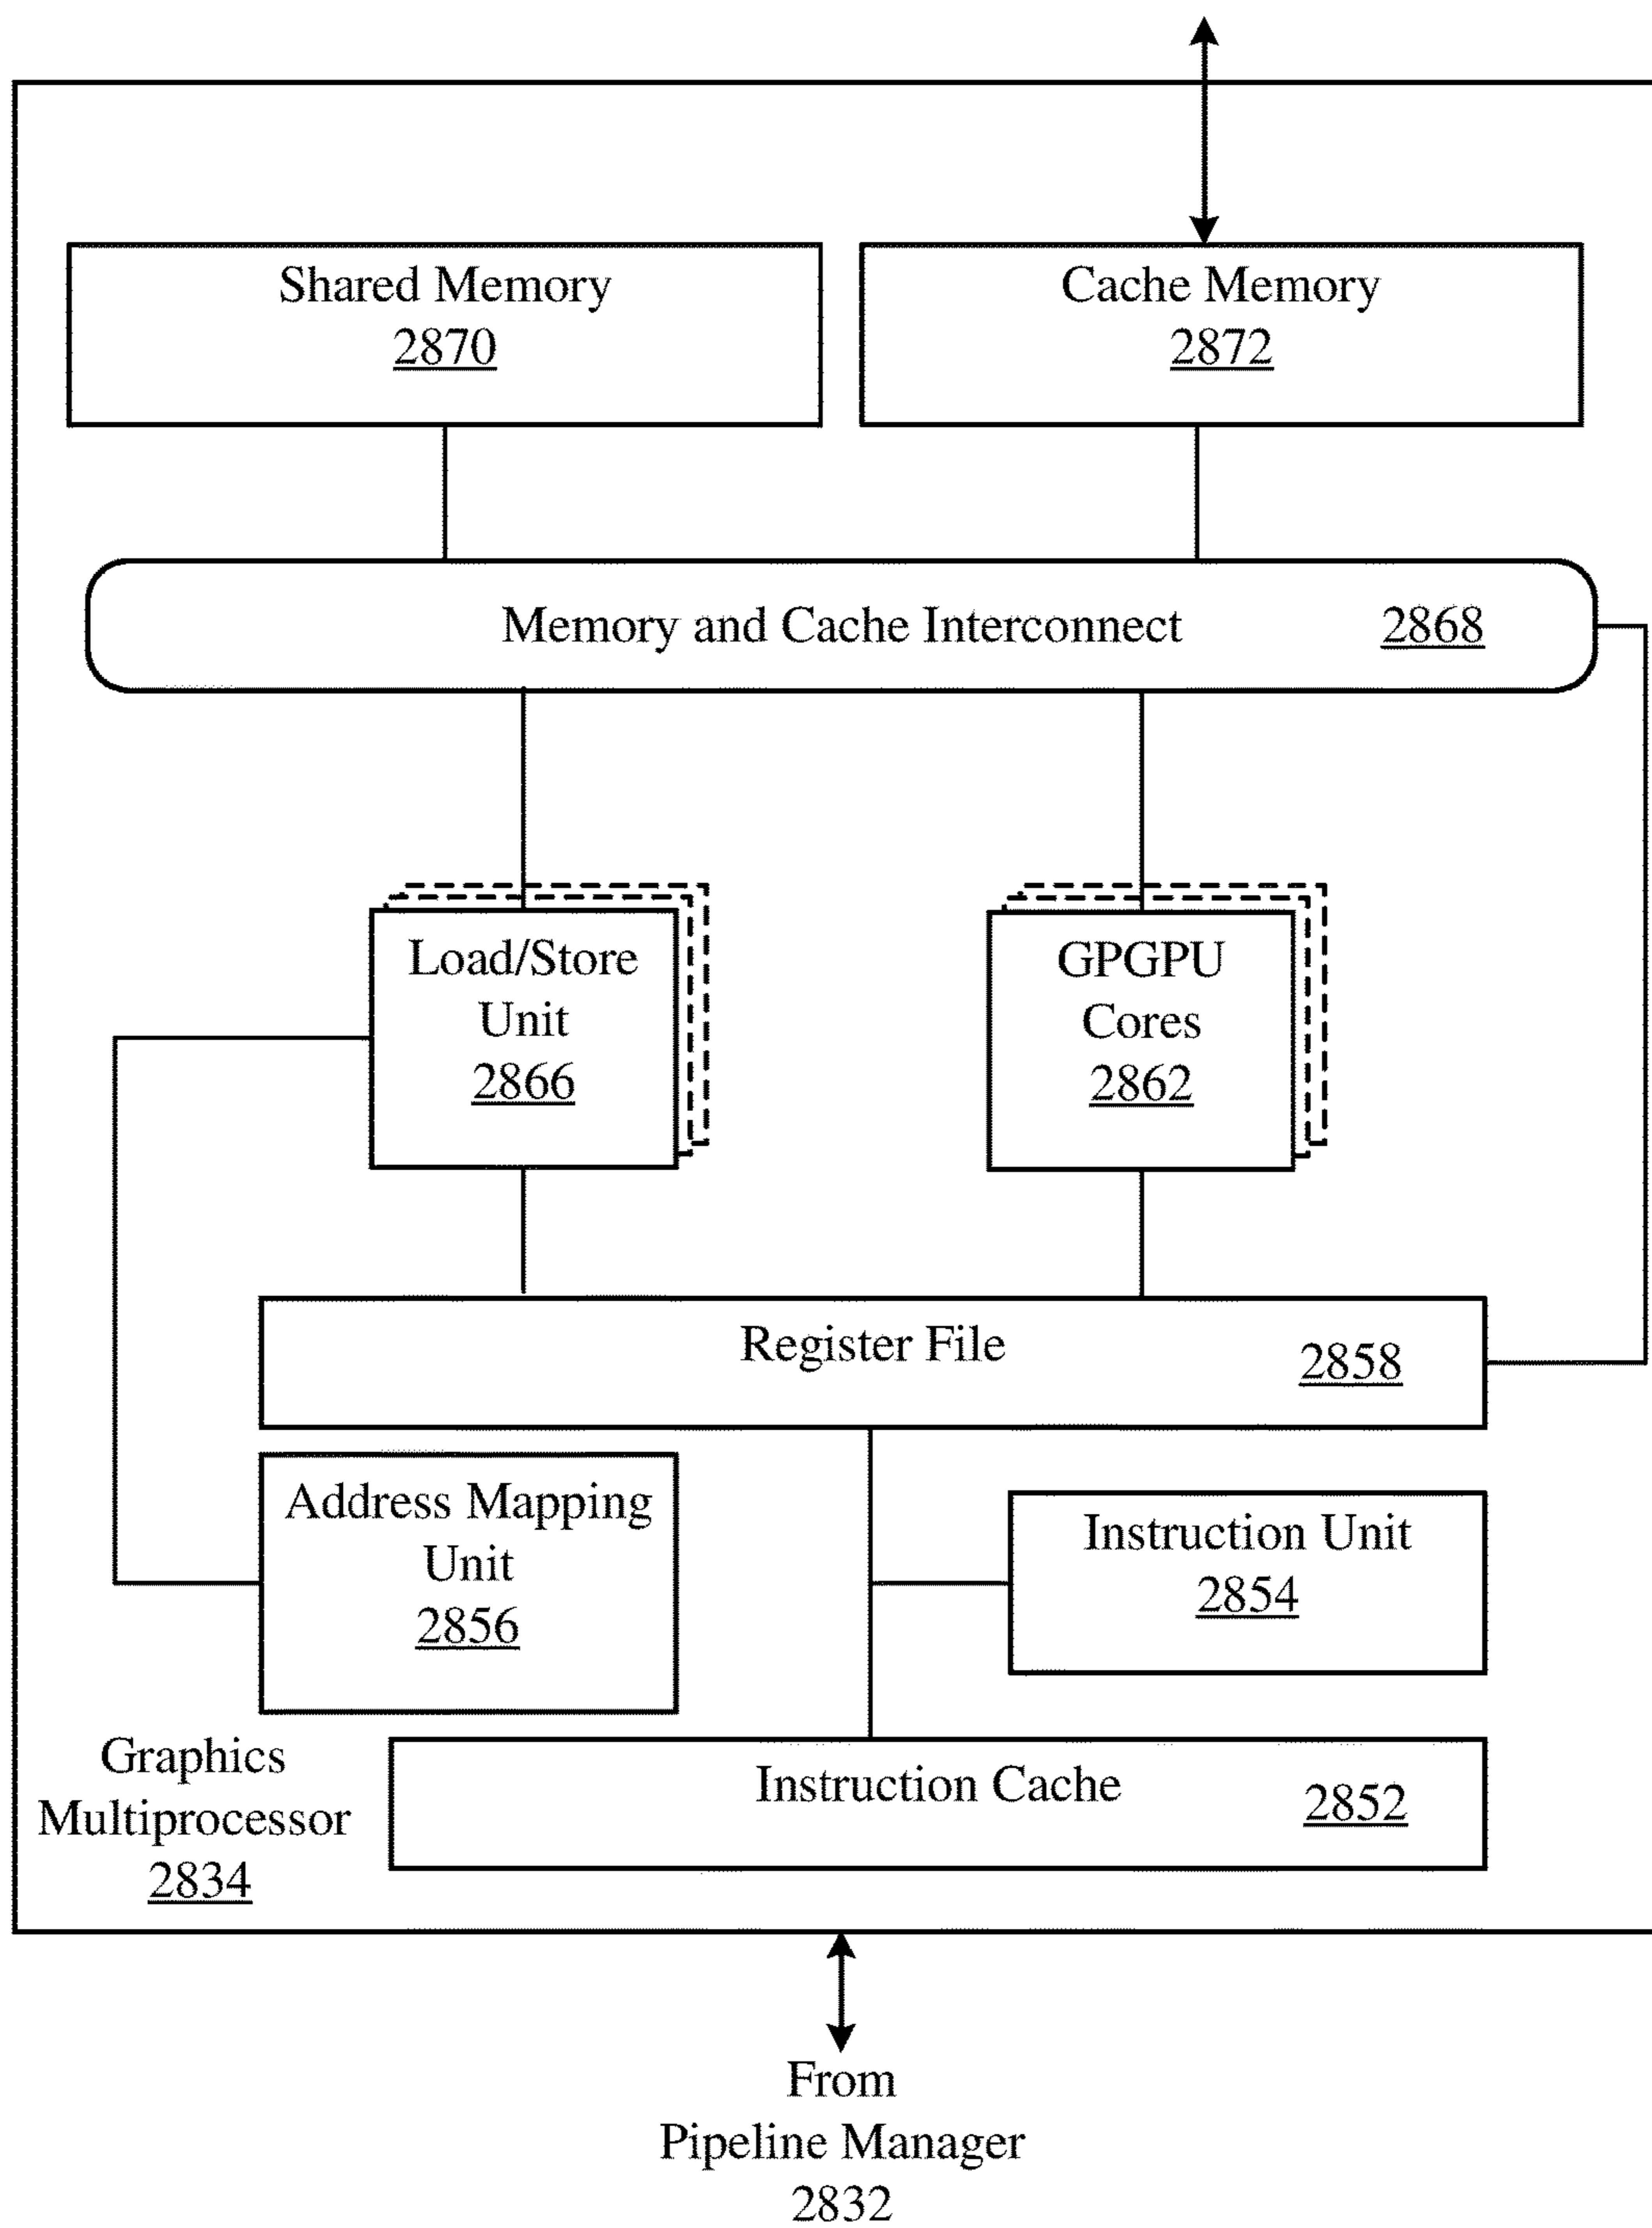 Shared Memory
2870
Cache Memory
2872
Memory and Cache Interconnect 2868
Load/Store
Unit
2866
GPGPU
Cores
2862
Register File 2858
Address Mapping
Unit
2856
Instruction Unit
2854
Graphics
Multiprocessor
2834
Instruction Cache 2852
From
Pipeline Manager
2832